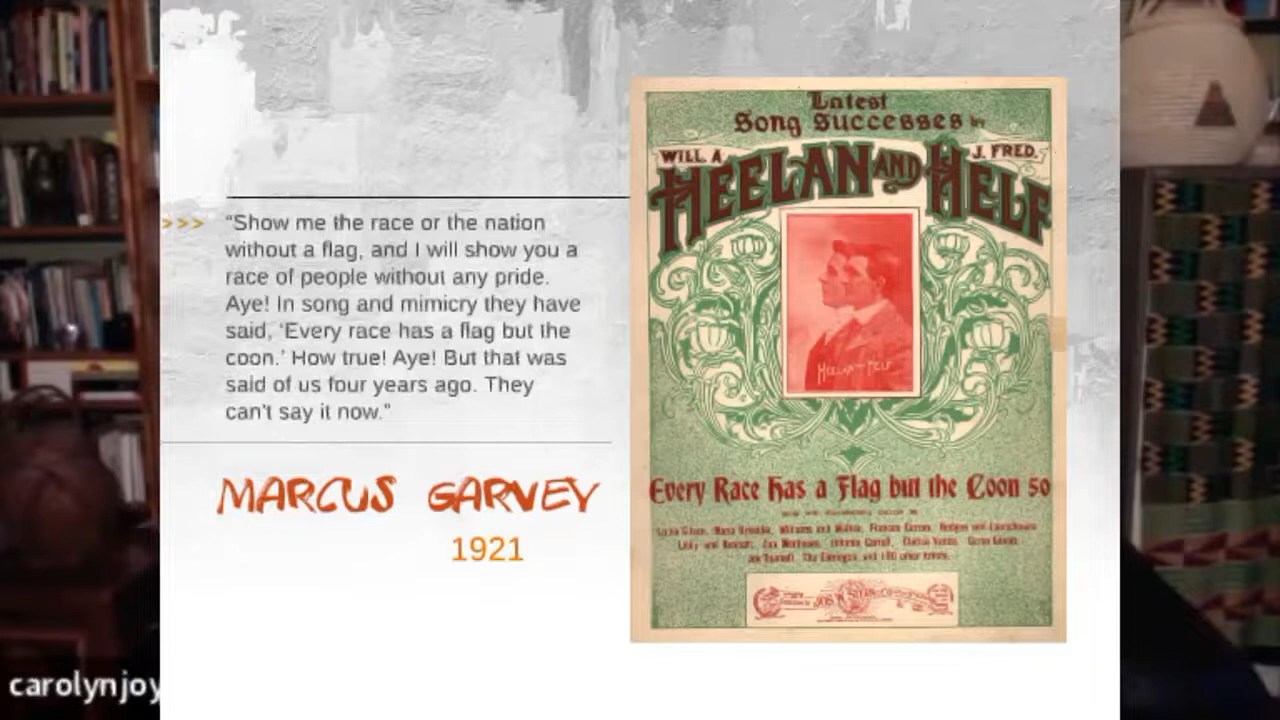 >>> “Show me the race or the nation
without a flag, and I will show you a
race of people without any pride.
Aye! In song and mimicry they have
said, ‘Every race has a flag but the
coon.’ How true! Aye! But that was
said of us four years ago. They
can’t say it now.”
MARCUS GARVEY
1921
Latest
Song Successes by
WILL. A. J. FRED.
HEELAN AND HELF
HEELAN AND HELF
Every Race has a Flag but the Coon 50
carolynjoy